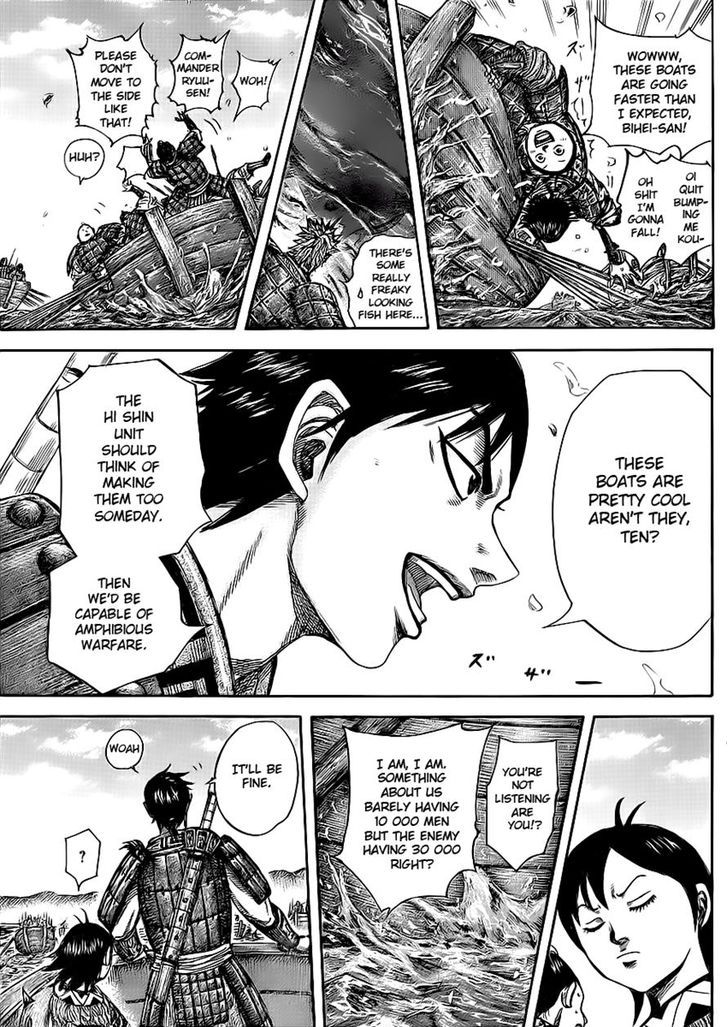 WOWWW,
THESE BOATS
ARE GOING
FASTER THAN
I EXPECTED,
BIHEI-SAN!
OI
QUIT
BUMP-
ING
ME
KOU-
OH
SHIT
I'M
GONNA
FALL!
ズザ
THERE'S
SOME
REALLY
FREAKY
LOOKING
FISH HERE...
WOH!
COM-
MANDER
RYUU-
SEN!
PLEASE
DON'T
MOVE TO
THE SIDE
LIKE
THAT!
HUH?
THESE
BOATS ARE
PRETTY COOL
AREN'T THEY,
TEN?
THE
HI SHIN
UNIT
SHOULD
THINK OF
MAKING
THEM TOO
SOMEDAY.
THEN
WE'D BE
CAPABLE OF
AMPHIBIOUS
WARFARE.
ズザ
YOU'RE
NOT
LISTENING
ARE
YOU!?
I AM, I AM.
SOMETHING
ABOUT US
BARELY HAVING
10 000 MEN
BUT THE ENEMY
HAVING 30 000
RIGHT?
IT'LL BE
FINE.
WOAH
?